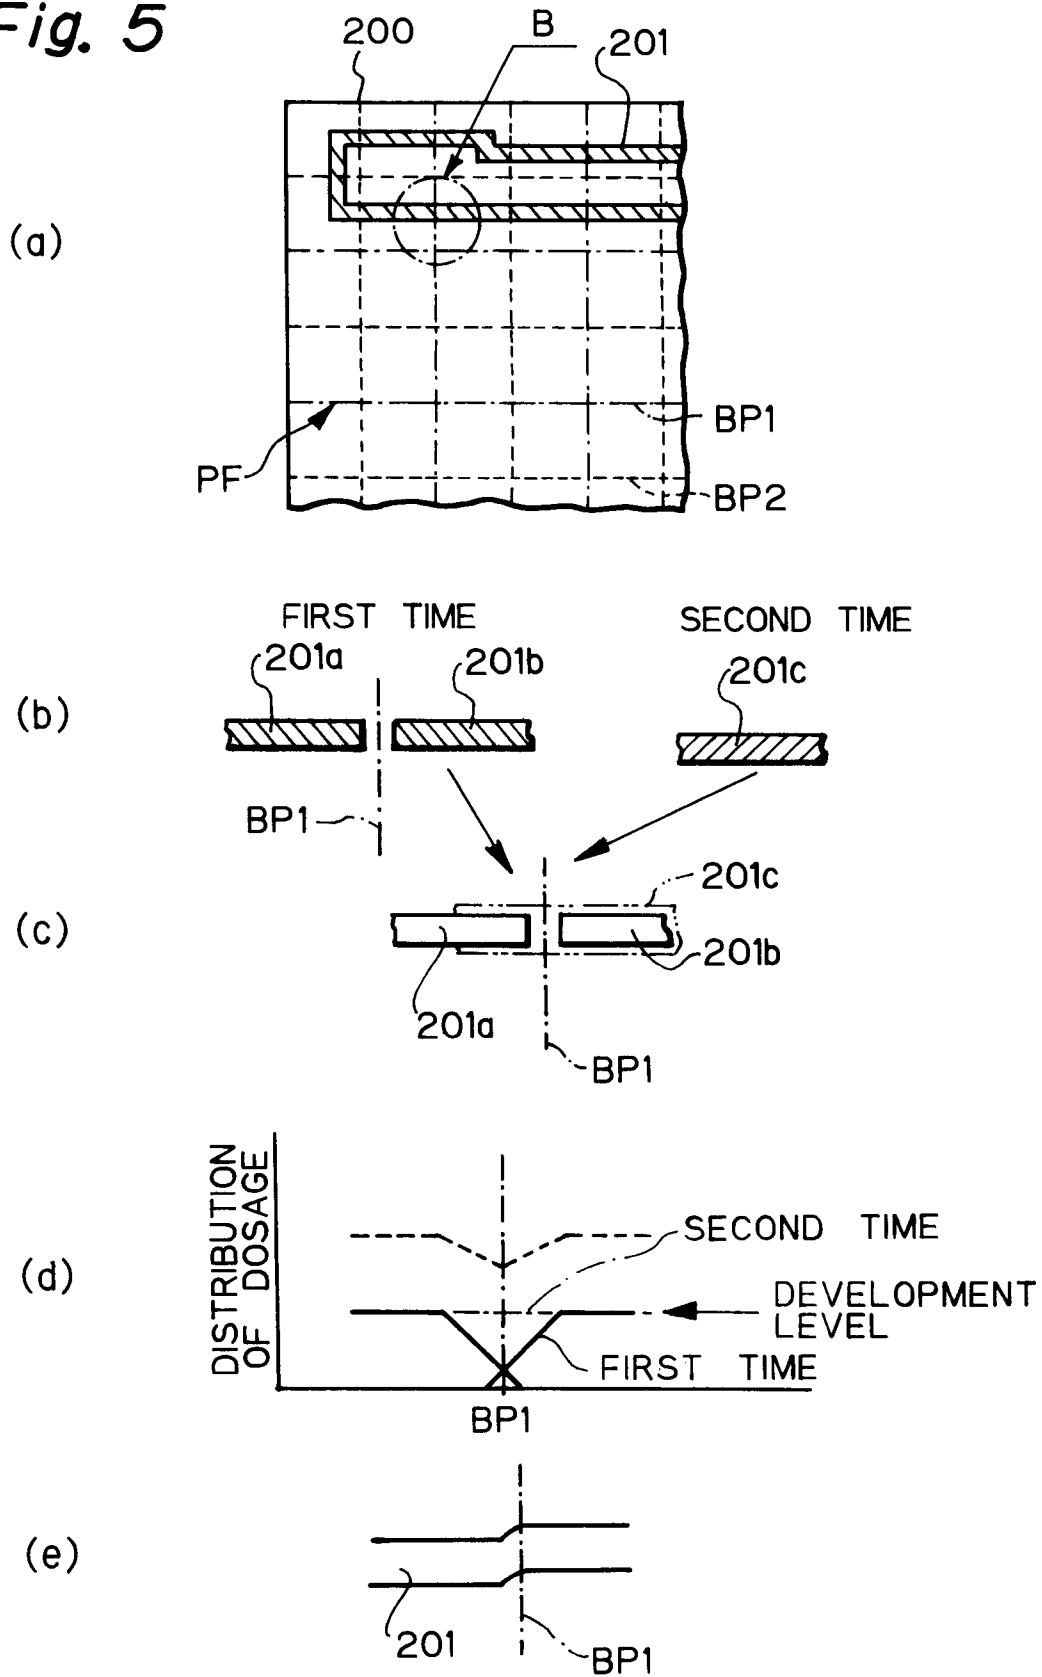 Fig. 5
200
B
201
(a)
BP1
PF
BP2
FIRST TIME
SECOND TIME
201a
201b
201c
(b)
BP1
201c
(c)
201b
201a
BP1
DISTRIBUTION
OF DOSAGE
SECOND TIME
(d)
DEVELOPMENT
LEVEL
FIRST TIME
BP1
(e)
201
BP1